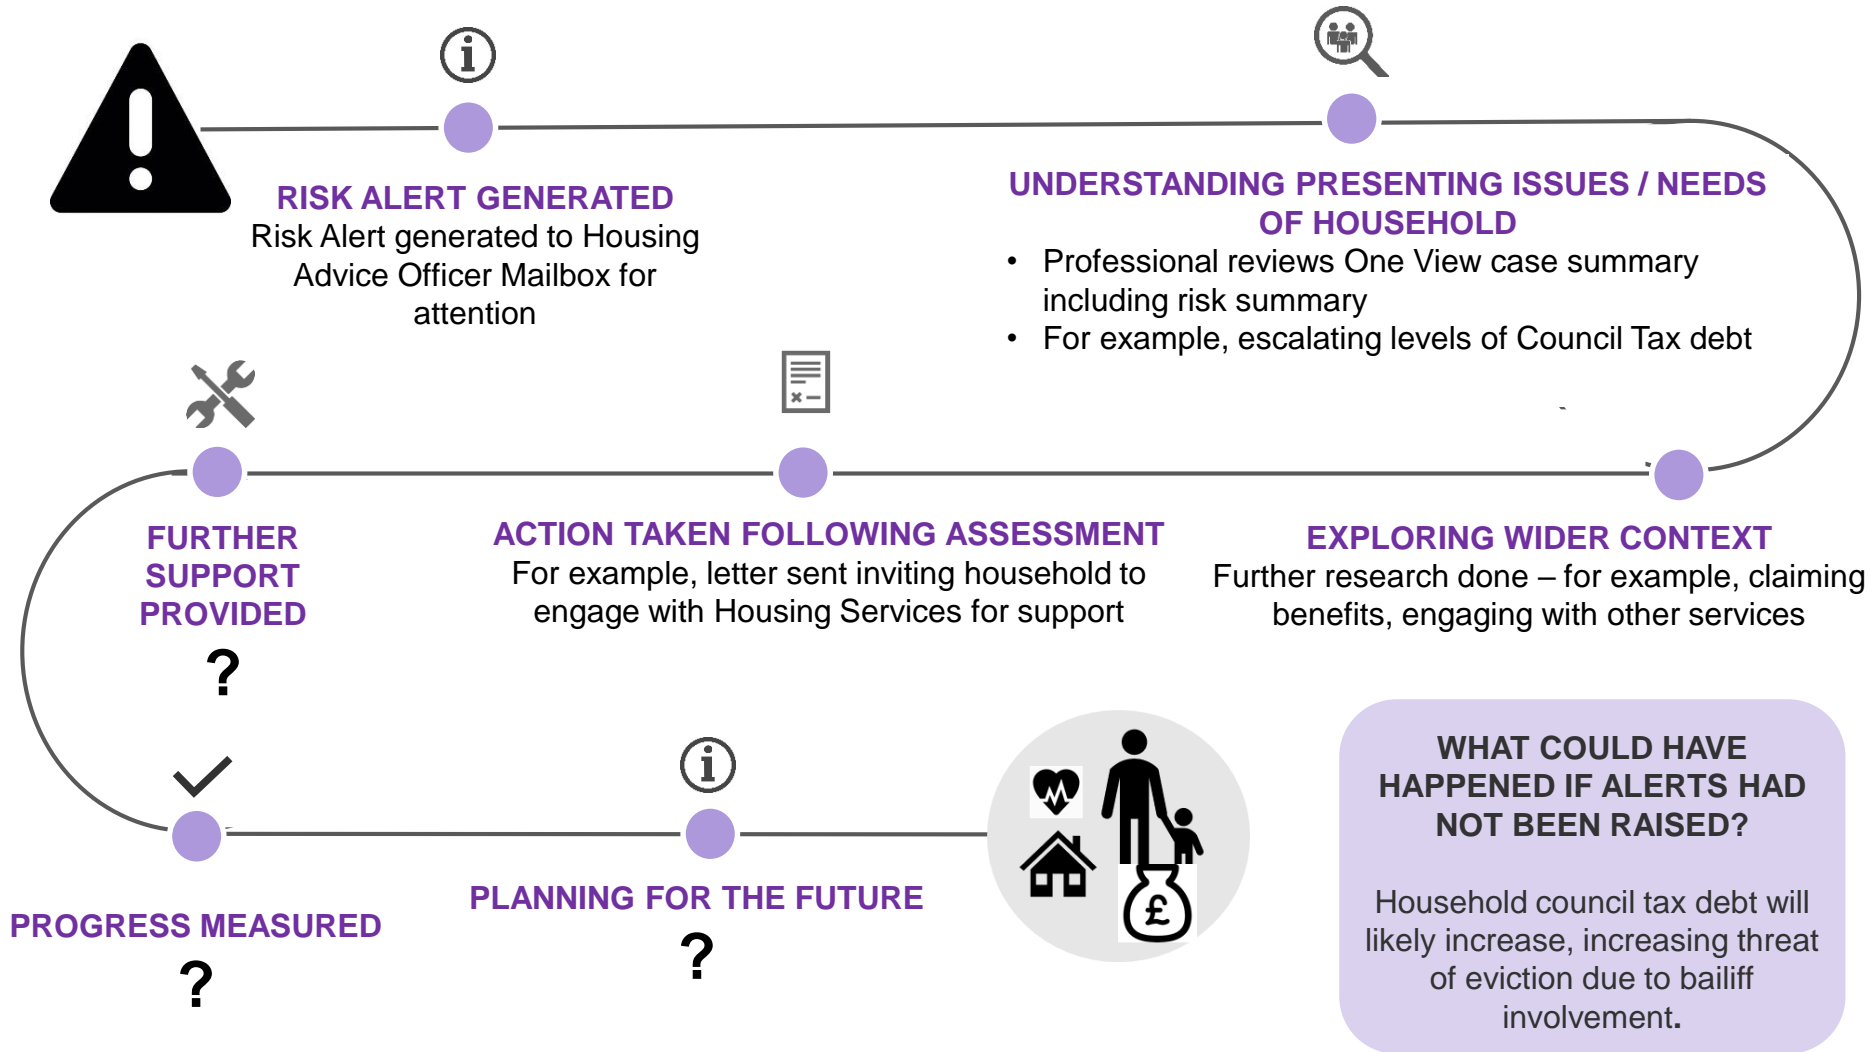 RISK ALERT GENERATED
Risk Alert generated to Housing
Advice Officer Mailbox for
attention
UNDERSTANDING PRESENTING ISSUES / NEEDS
OF HOUSEHOLD
• Professional reviews One View case summary
including risk summary
• For example, escalating levels of Council Tax debt
EXPLORING WIDER CONTEXT
Further research done – for example, claiming
benefits, engaging with other services
ACTION TAKEN FOLLOWING ASSESSMENT
For example, letter sent inviting household to
engage with Housing Services for support
FURTHER
SUPPORT
PROVIDED
?
PROGRESS MEASURED
?
PLANNING FOR THE FUTURE
?
£
WHAT COULD HAVE
HAPPENED IF ALERTS HAD
NOT BEEN RAISED?
Household council tax debt will
likely increase, increasing threat
of eviction due to bailiff
involvement.